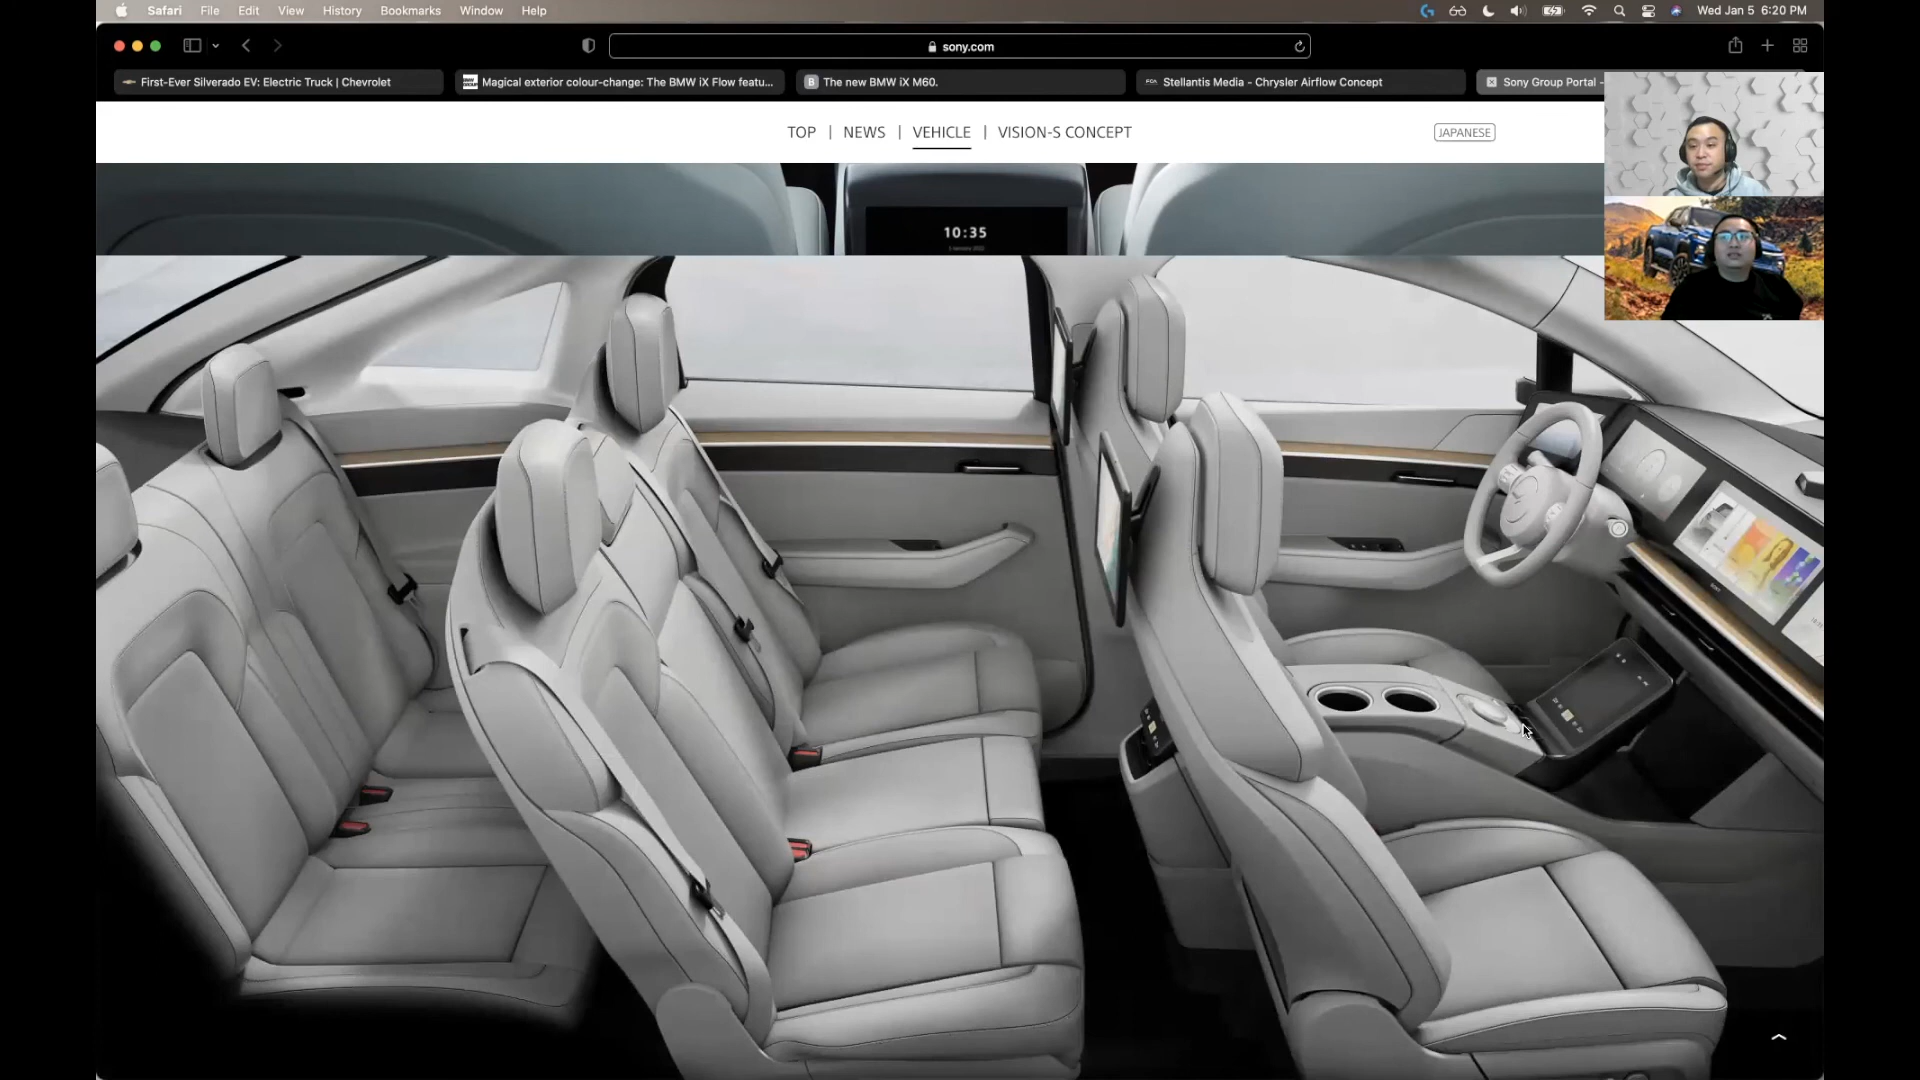 Safari File Edit View History Bookmarks Window Help Wed Jan 5 6:20 PM
sony.com
First-Ever Silverado EV: Electric Truck | Chevrolet Magical exterior colour-change: The BMW iX Flow featu... The new BMW iX M60. Stellantis Media - Chrysler Airflow Concept Sony Group Portal -
TOP | NEWS | VEHICLE | VISION-S CONCEPT JAPANESE
10:35